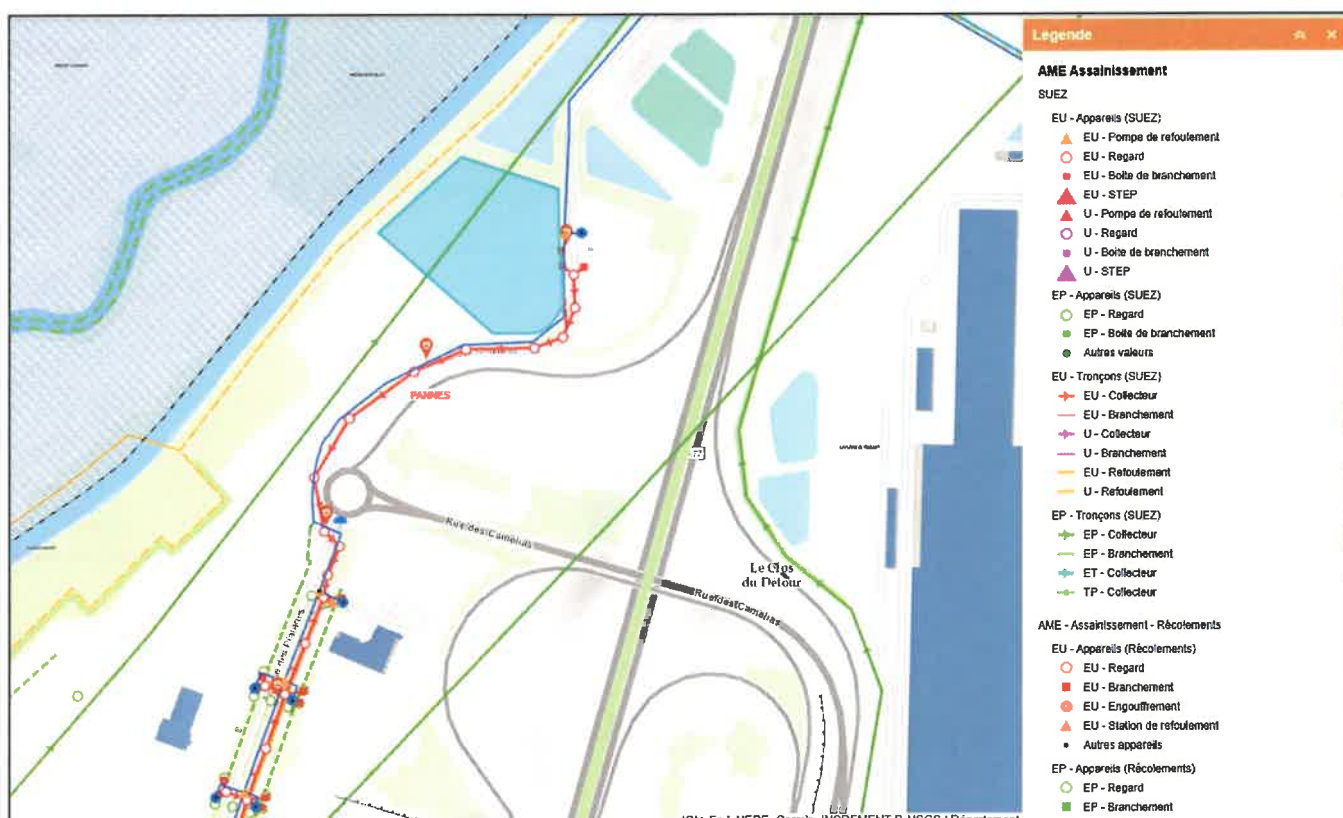 Legende
AME Assainissement
SUEZ
EU - Appareils (SUEZ)
EU - Pompe de refoulement
EU - Regard
EU - Boite de branchement
EU - STEP
U - Pompe de refoulement
U - Regard
U - Boite de branchement
U - STEP
EP - Appareils (SUEZ)
EP - Regard
EP - Boite de branchement
Autres valeurs
EU - Tronçons (SUEZ)
EU - Collecteur
EU - Branchement
U - Collecteur
U - Branchement
EU - Refoulement
U - Refoulement
EP - Tronçons (SUEZ)
EP - Collecteur
EP - Branchement
ET - Collecteur
TP - Collecteur
AME - Assainissement - Récolements
EU - Appareils (Récolements)
EU - Regard
EU - Branchement
EU - Engouffrement
EU - Station de refoulement
Autres appareils
EP - Appareils (Récolements)
EP - Regard
EP - Branchement
PANNES
Rue des Camélias
Le Clos
du Détour
Rue des Camélias